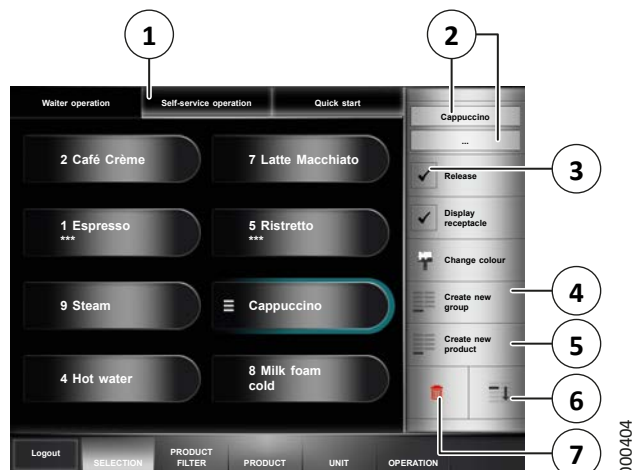 1
2
Waiter operation
Self-service operation
Quick start
Cappuccino
...
2 Café Crème
7 Latte Macchiato
3
Release
1 Espresso
***
5 Ristretto
***
Display
receptacle
Change colour
9 Steam
Cappuccino
4
Create new
group
5
Create new
product
4 Hot water
8 Milk foam
cold
6
7
Logout
SELECTION
PRODUCT
FILTER
PRODUCT
UNIT
OPERATION
00404